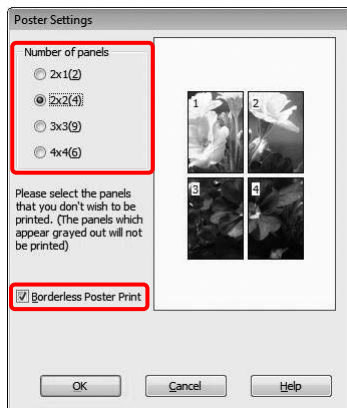 Poster Settings
Number of panels
2x1(2)
2x2(4)
3x3(9)
4x4(6)
Please select the panels
that you don't wish to be
printed. (The panels which
appear grayed out will not
be printed)
Borderless Poster Print
1 2
3 4
OK Cancel Help